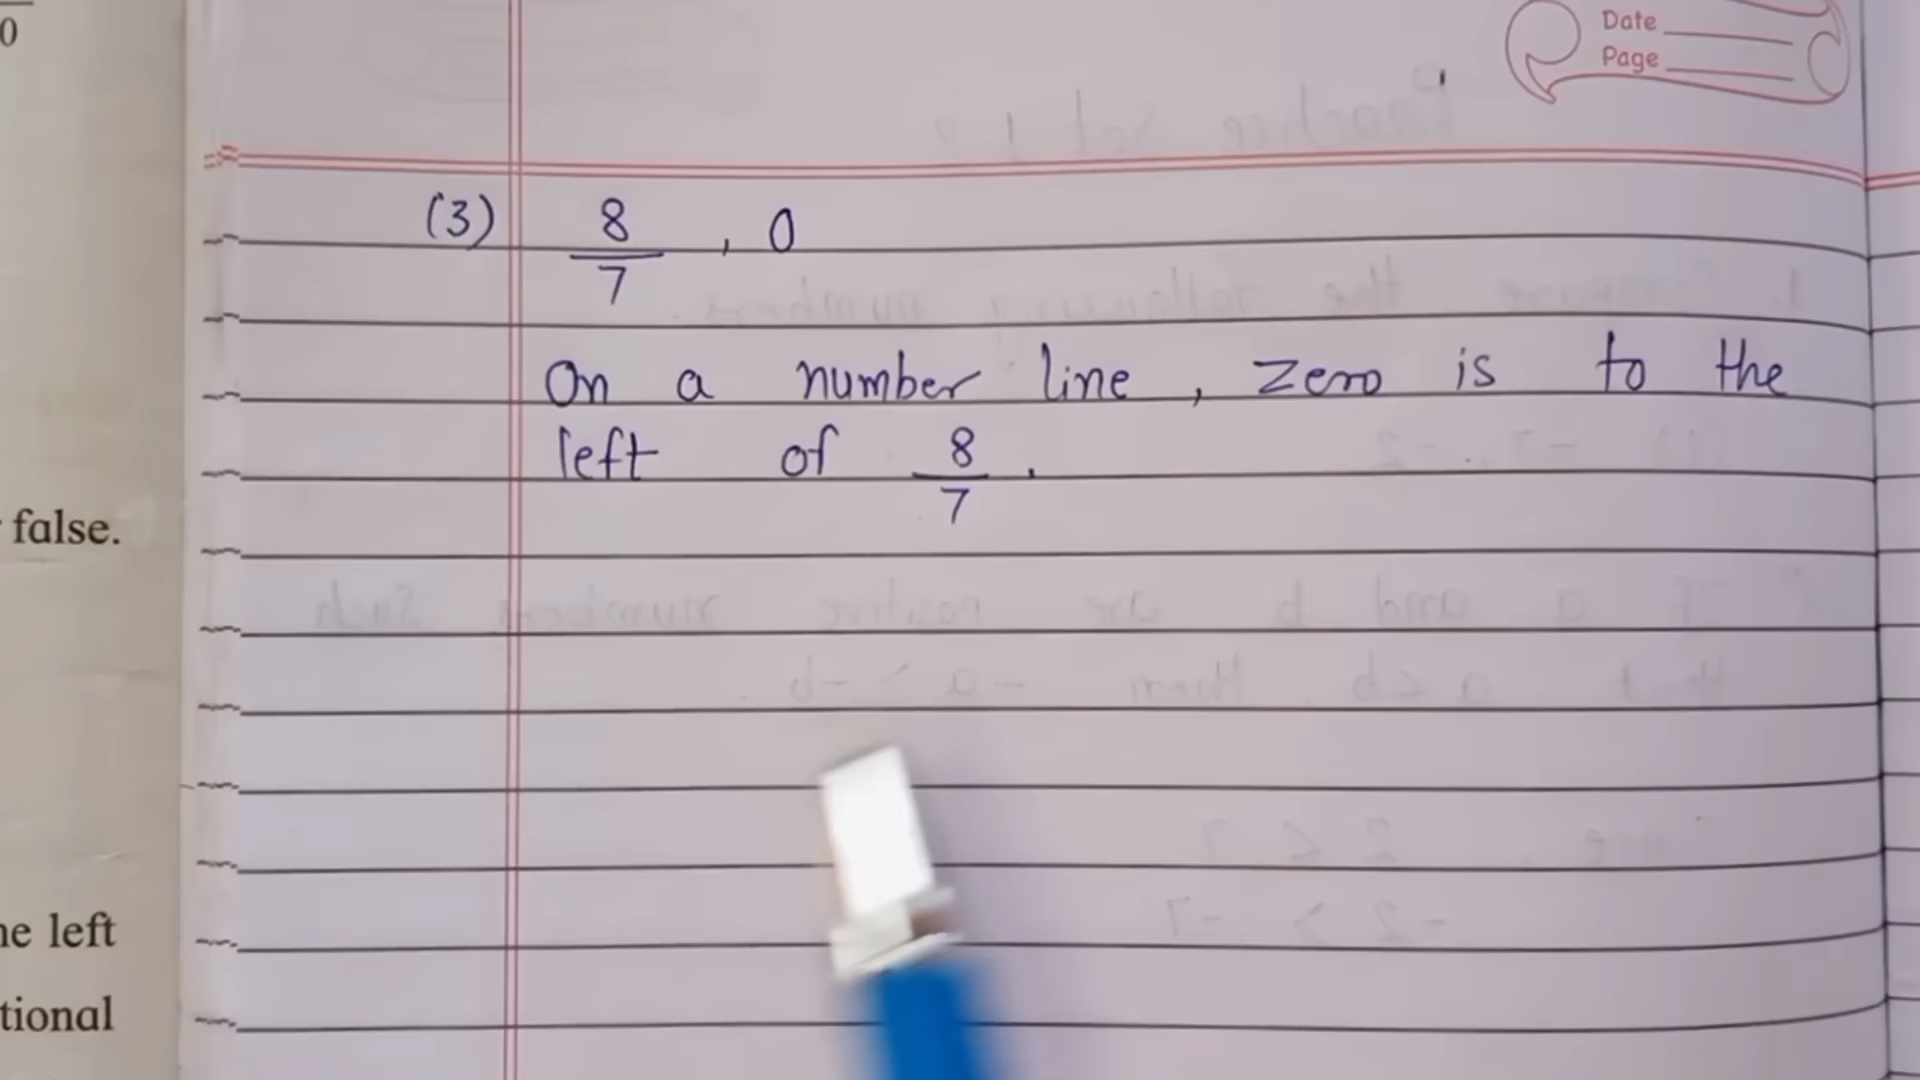 0
Date
Page
(3) 8/7 , 0
On a number line , zero is to the
left of 8/7 .
false.
left
tional